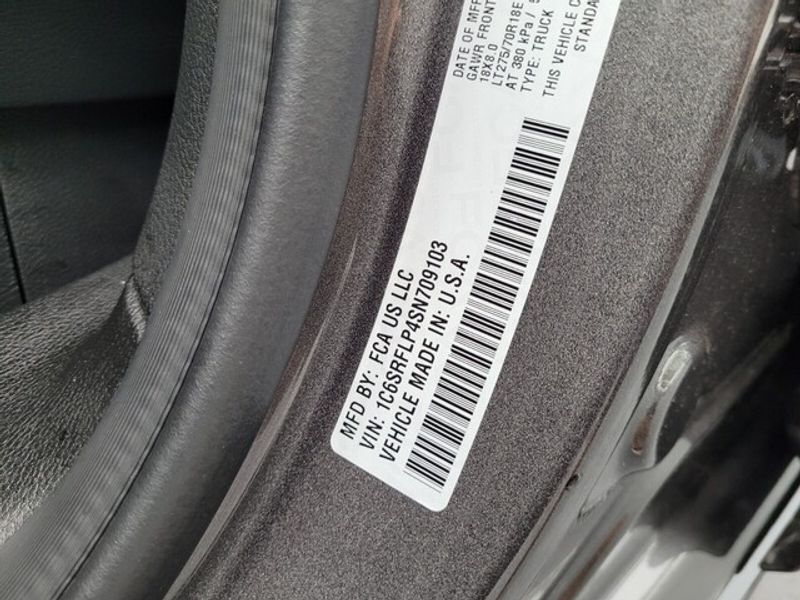 DATE OF MFR
GAWR FRONT
18X8.0
LT275/70R18E
AT 380 kPa /
TYPE: TRUCK
THIS VEHICLE C
STANDA
MFD BY: FCA US LLC
VIN: 1C6SRFLP4SN709103
VEHICLE MADE IN: U.S.A.